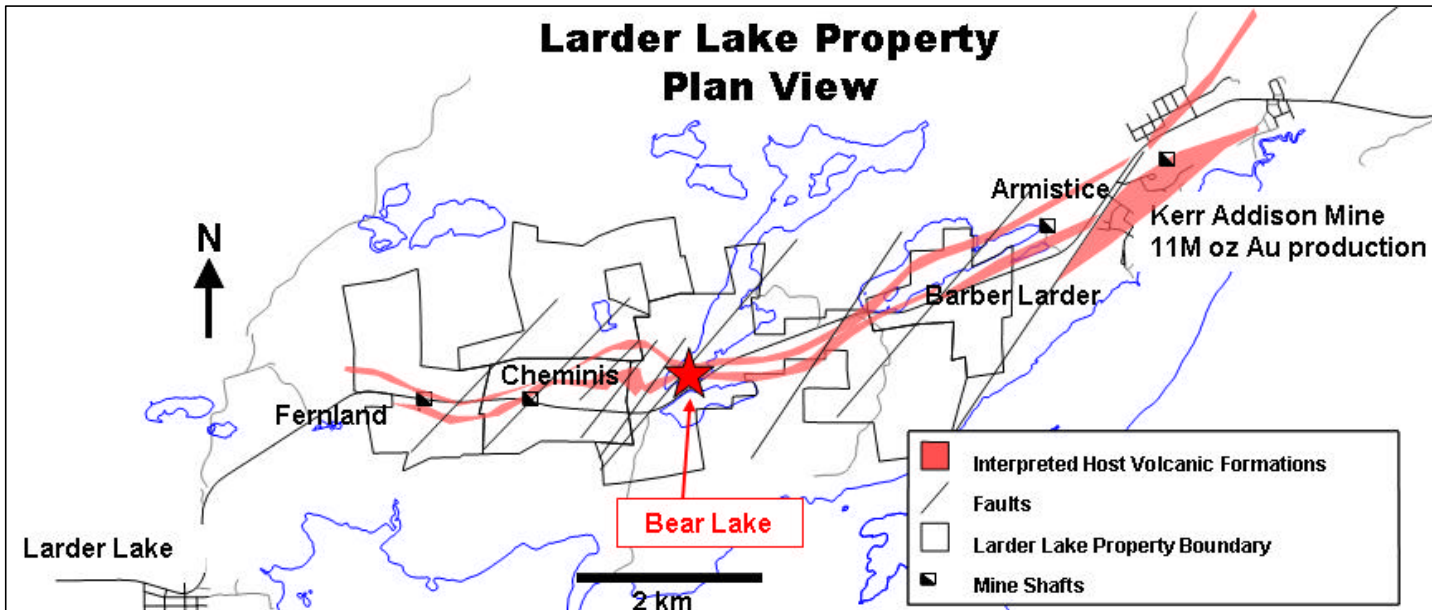 Larder Lake Property
Plan View
N
Armistice
Kerr Addison Mine
11M oz Au production
Barber Larder
Cheminis
Fernland
Bear Lake
Larder Lake
2 km
Interpreted Host Volcanic Formations
Faults
Larder Lake Property Boundary
Mine Shafts